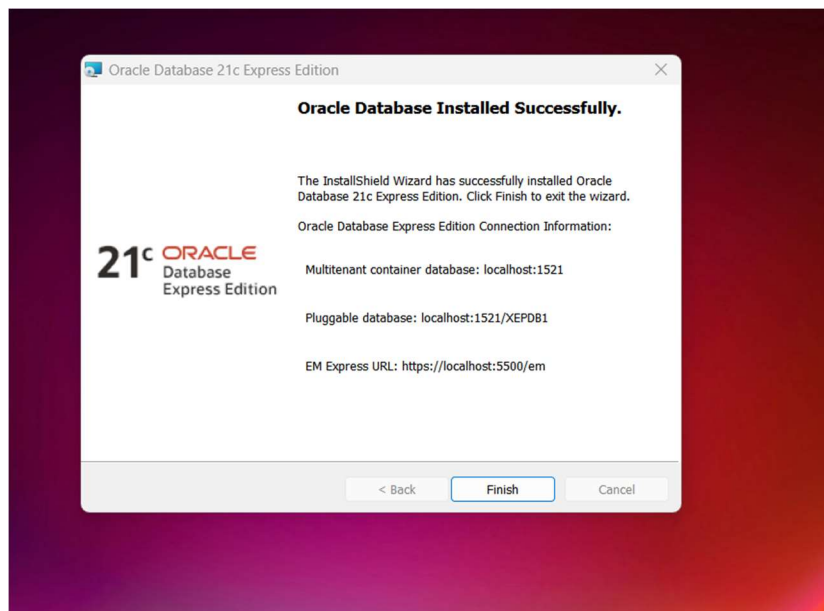 Oracle Database 21c Express Edition
Oracle Database Installed Successfully.
The InstallShield Wizard has successfully installed Oracle
Database 21c Express Edition. Click Finish to exit the wizard.
Oracle Database Express Edition Connection Information:
21c ORACLE
Database
Express Edition
Multitenant container database: localhost:1521
Pluggable database: localhost:1521/XEPDB1
EM Express URL: https://localhost:5500/em
< Back
Finish
Cancel